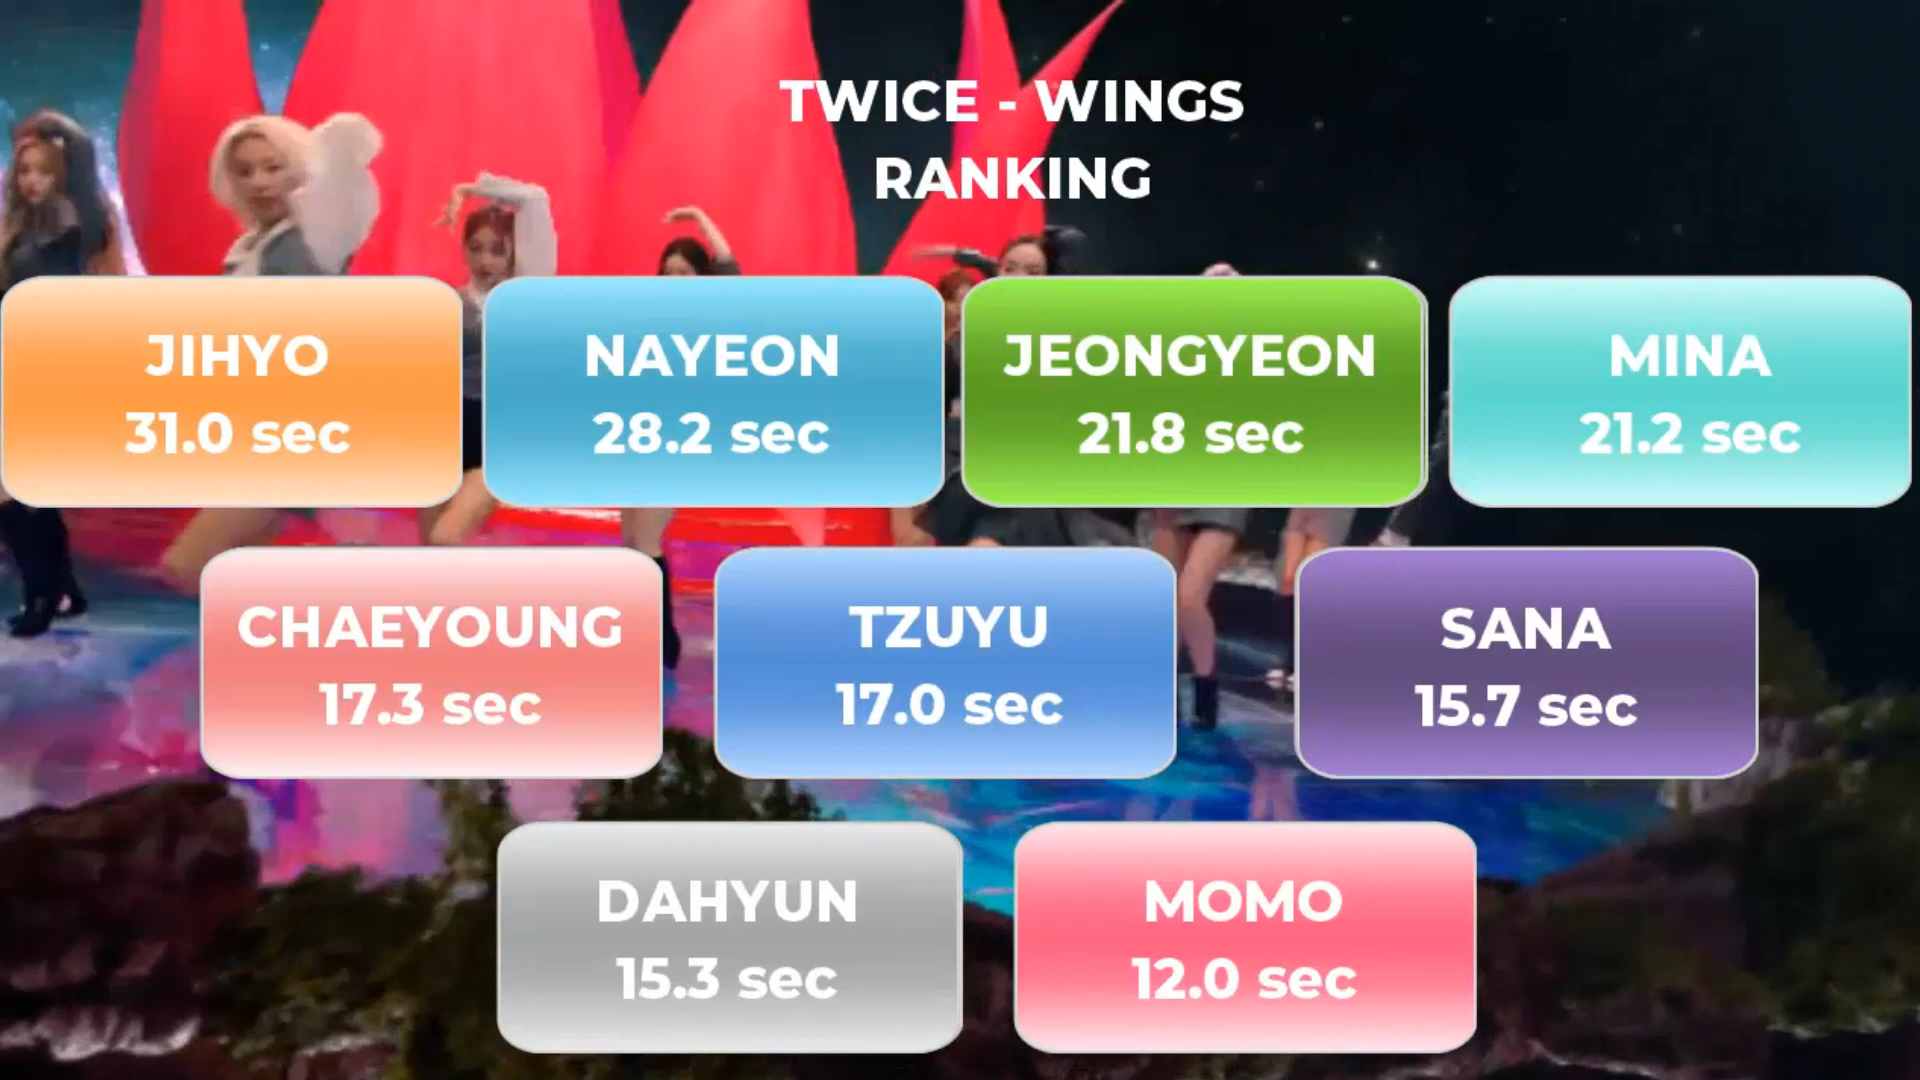 TWICE - WINGS
RANKING
JIHYO
31.0 sec
NAYEON
28.2 sec
JEONGYEON
21.8 sec
MINA
21.2 sec
CHAEYOUNG
17.3 sec
TZUYU
17.0 sec
SANA
15.7 sec
DAHYUN
15.3 sec
MOMO
12.0 sec